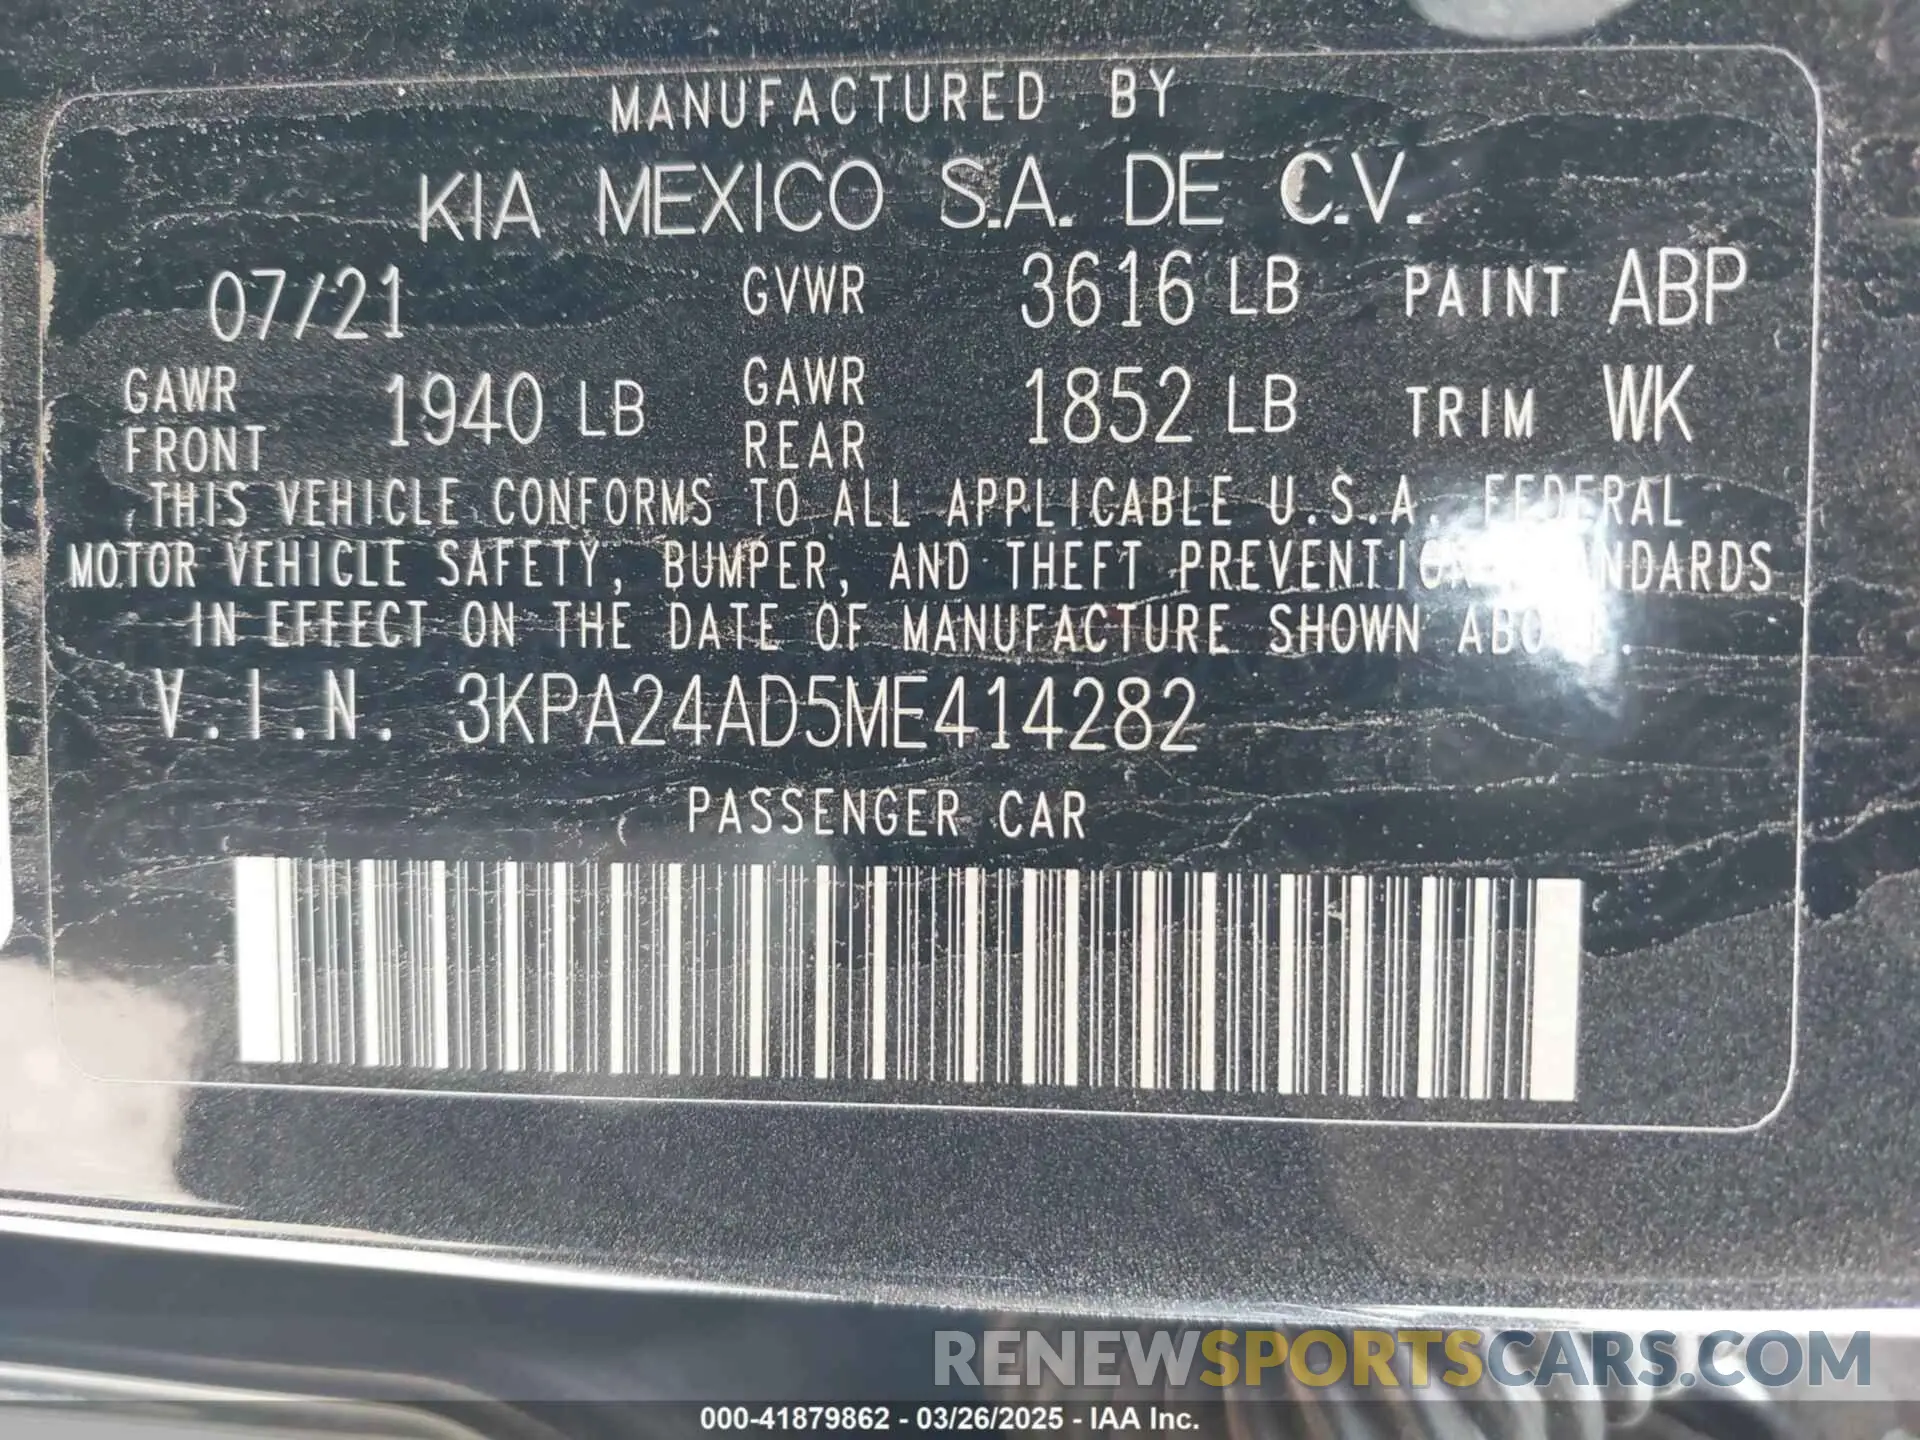 MANUFACTURED BY
KIA MEXICO S.A. DE C.V.
07/21 GVWR 3616 LB PAINT ABP
GAWR FRONT 1940 LB GAWR REAR 1852 LB TRIM WK
THIS VEHICLE CONFORMS TO ALL APPLICABLE U.S.A. FEDERAL
MOTOR VEHICLE SAFETY, BUMPER, AND THEFT PREVENTION STANDARDS
IN EFFECT ON THE DATE OF MANUFACTURE SHOWN ABOVE.
V.I.N. 3KPA24AD5ME414282
PASSENGER CAR
RENEWSPORTSCARS.COM
000-41879862 - 03/26/2025 - IAA Inc.